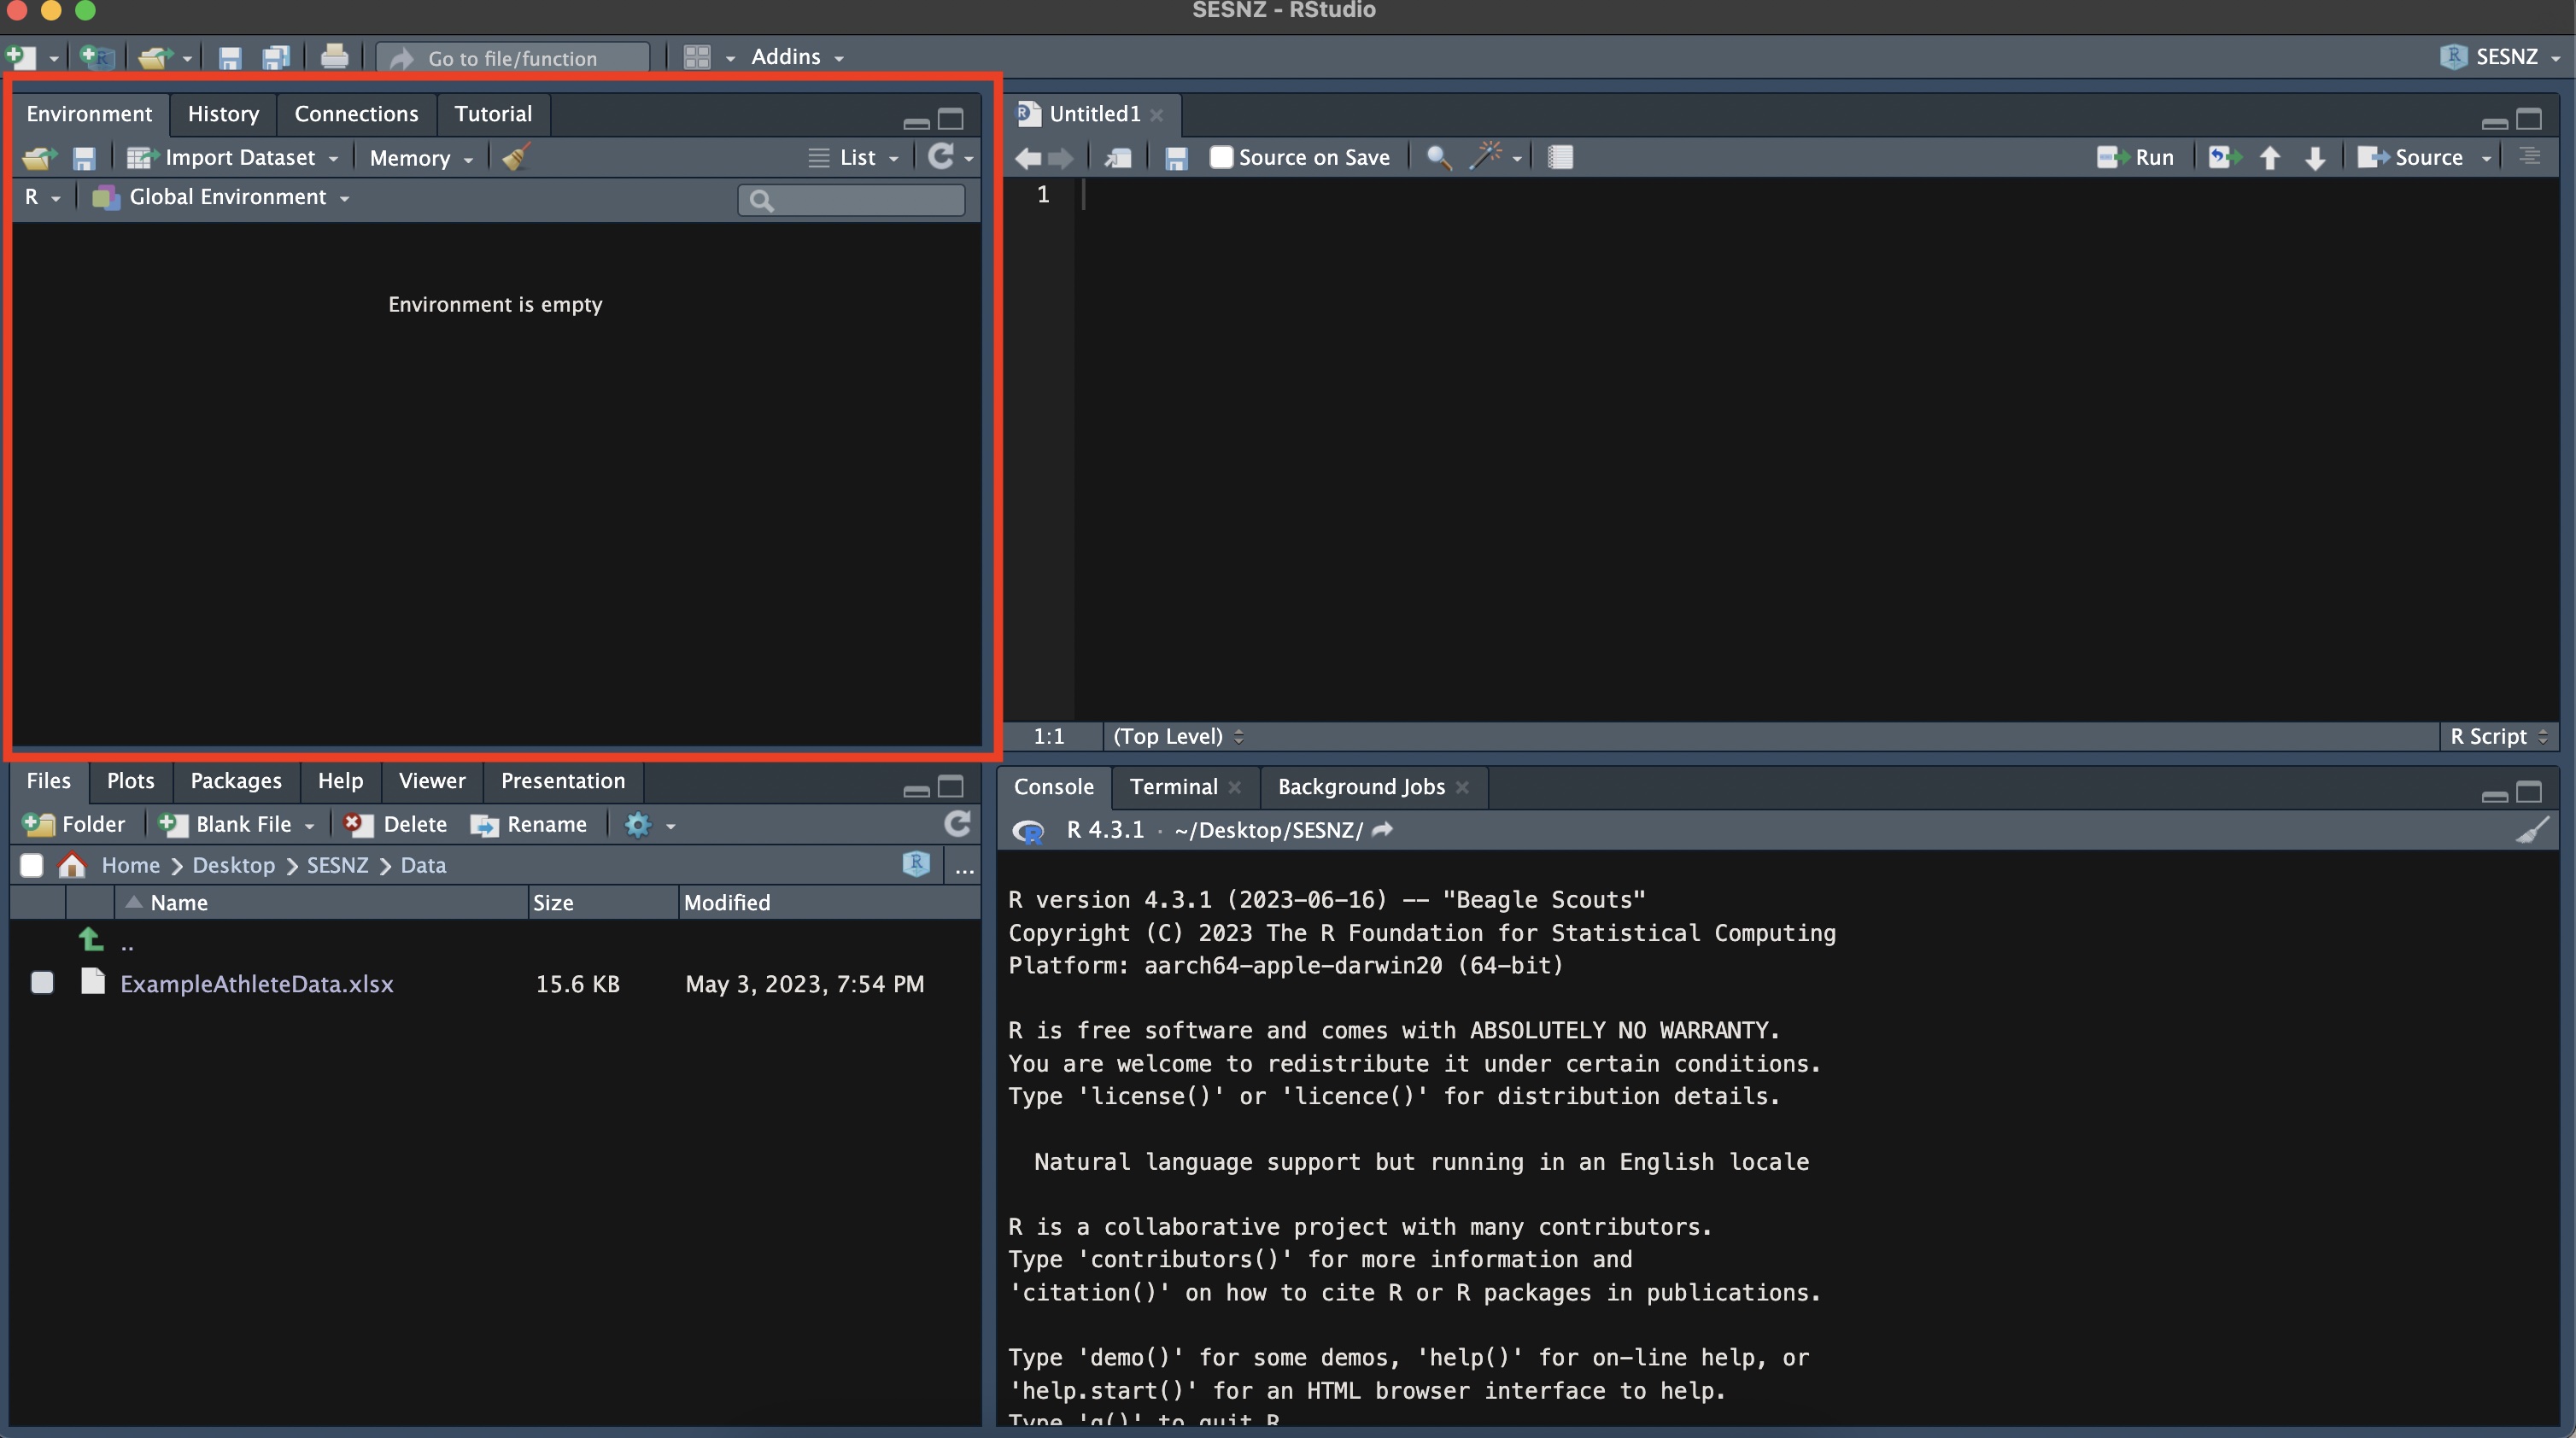 SESNZ - RStudio
Go to file/function
Addins
SESNZ
Environment
History
Connections
Tutorial
Import Dataset
Memory
List
R
Global Environment
Environment is empty
Untitled1
Source on Save
Run
Source
1
1:1
(Top Level)
R Script
Files
Plots
Packages
Help
Viewer
Presentation
Folder
Blank File
Delete
Rename
Home
Desktop
SESNZ
Data
...
Name
Size
Modified
..
ExampleAthleteData.xlsx
15.6 KB
May 3, 2023, 7:54 PM
Console
Terminal
Background Jobs
R 4.3.1 · ~/Desktop/SESNZ/
R version 4.3.1 (2023-06-16) -- "Beagle Scouts"
Copyright (C) 2023 The R Foundation for Statistical Computing
Platform: aarch64-apple-darwin20 (64-bit)
R is free software and comes with ABSOLUTELY NO WARRANTY.
You are welcome to redistribute it under certain conditions.
Type 'license()' or 'licence()' for distribution details.
Natural language support but running in an English locale
R is a collaborative project with many contributors.
Type 'contributors()' for more information and
'citation()' on how to cite R or R packages in publications.
Type 'demo()' for some demos, 'help()' for on-line help, or
'help.start()' for an HTML browser interface to help.
Type 'q()' to quit R